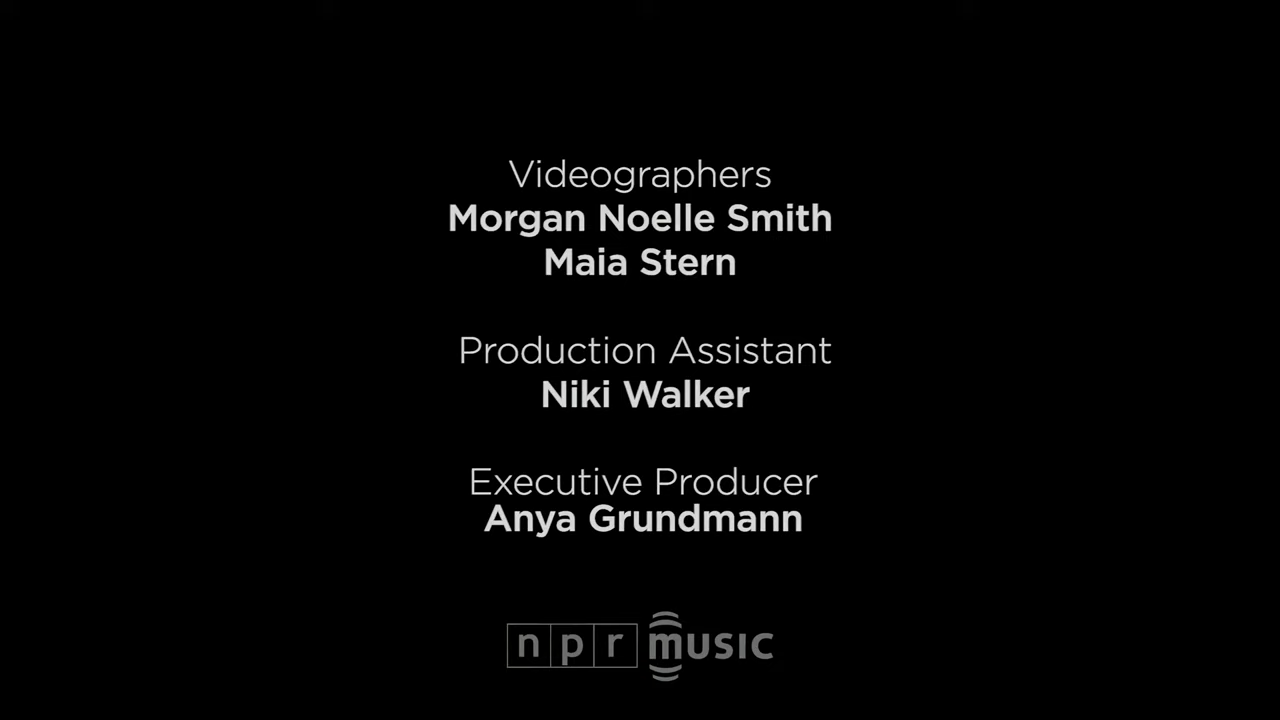 Videographers
Morgan Noelle Smith
Maia Stern
Production Assistant
Niki Walker
Executive Producer
Anya Grundmann
npr music